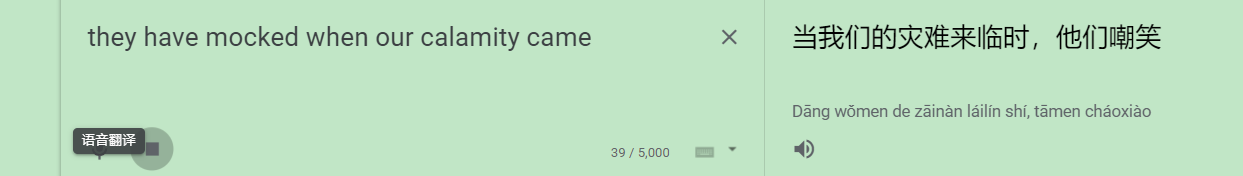 they have mocked when our calamity came
当我们的灾难来临时，他们嘲笑
Dāng wǒmen de zāinàn láilín shí, tāmen cháoxiào
语音翻译
39 / 5,000